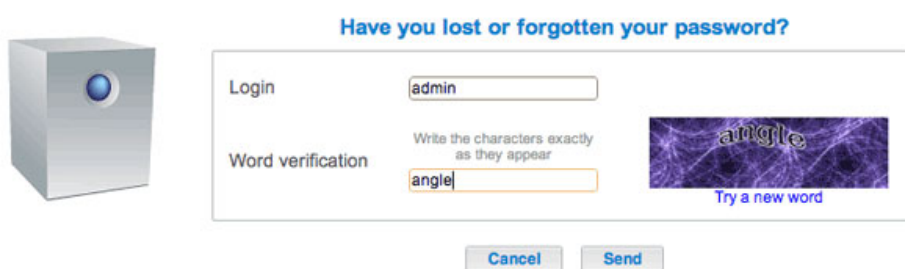 Have you lost or forgotten your password?
Login
admin
Write the characters exactly
as they appear
Word verification
angle
angle
Try a new word
Cancel
Send